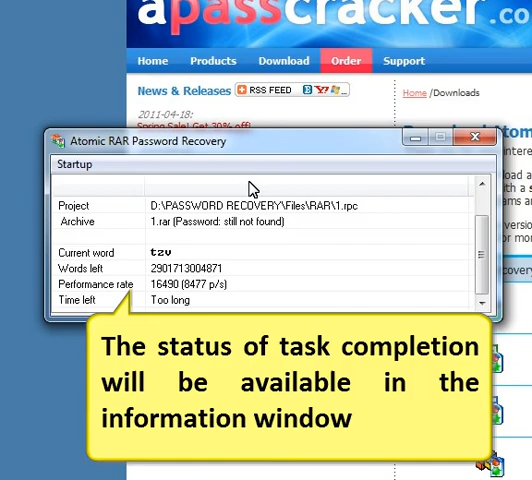 apasscracker.co
Home Products Download Order Support
News & Releases RSS FEED Y!
Home /Downloads
2011-04-18:
Spring Sale! Get 30% off!
Atomic RAR Password Recovery
Startup
Project D:\PASSWORD RECOVERY\Files\RAR\1.rpc
Archive 1.rar (Password: still not found)
Current word tzv
Words left 2901713004871
Performance rate 16490 (8477 p/s)
Time left Too long
The status of task completion
will be available in the
information window